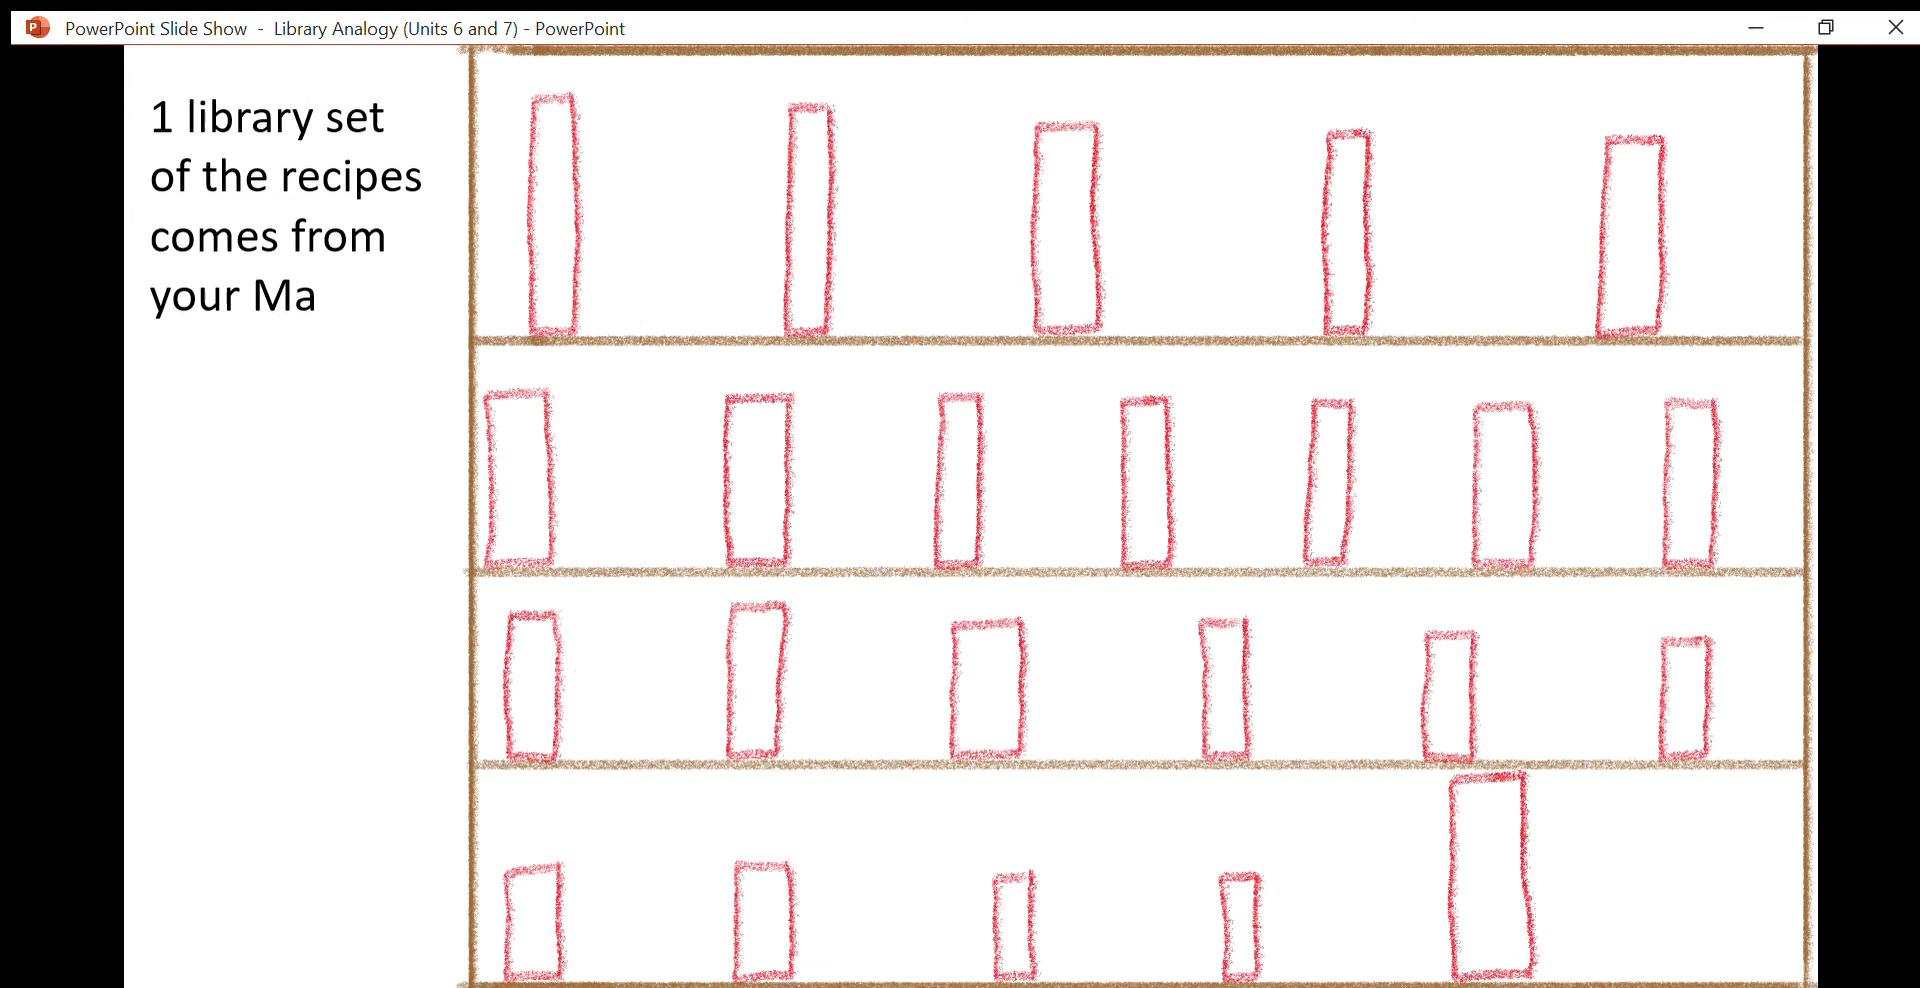 PowerPoint Slide Show - Library Analogy (Units 6 and 7) - PowerPoint
1 library set
of the recipes
comes from
your Ma